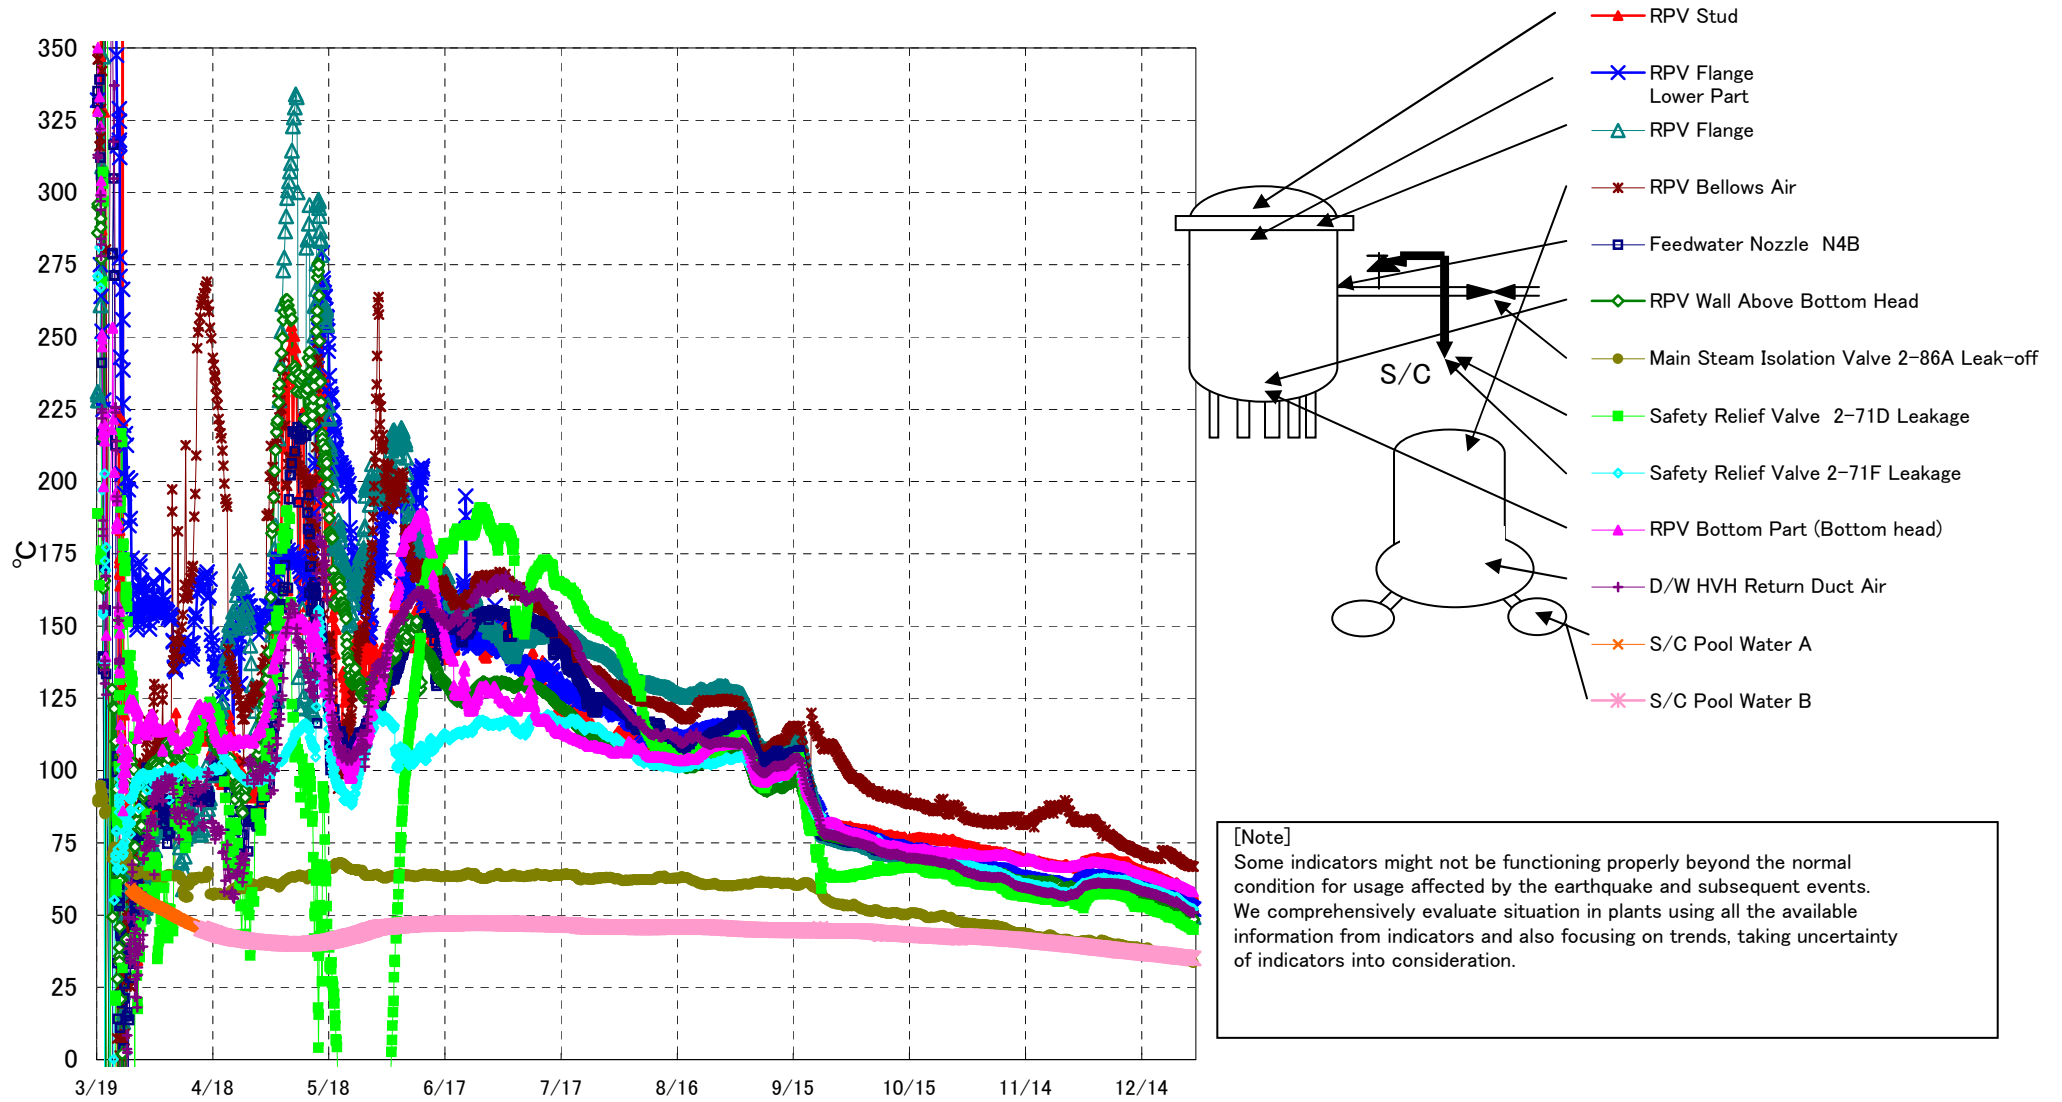 350
325
300
275
250
225
200
175
150
125
100
75
50
25
0
℃
3/19
4/18
5/18
6/17
7/17
8/16
9/15
10/15
11/14
12/14
RPV Stud
RPV Flange
Lower Part
RPV Flange
RPV Bellows Air
Feedwater Nozzle N4B
RPV Wall Above Bottom Head
Main Steam Isolation Valve 2-86A Leak-off
Safety Relief Valve 2-71D Leakage
Safety Relief Valve 2-71F Leakage
RPV Bottom Part (Bottom head)
D/W HVH Return Duct Air
S/C Pool Water A
S/C Pool Water B
S/C
[Note]
Some indicators might not be functioning properly beyond the normal
condition for usage affected by the earthquake and subsequent events.
We comprehensively evaluate situation in plants using all the available
information from indicators and also focusing on trends, taking uncertainty
of indicators into consideration.